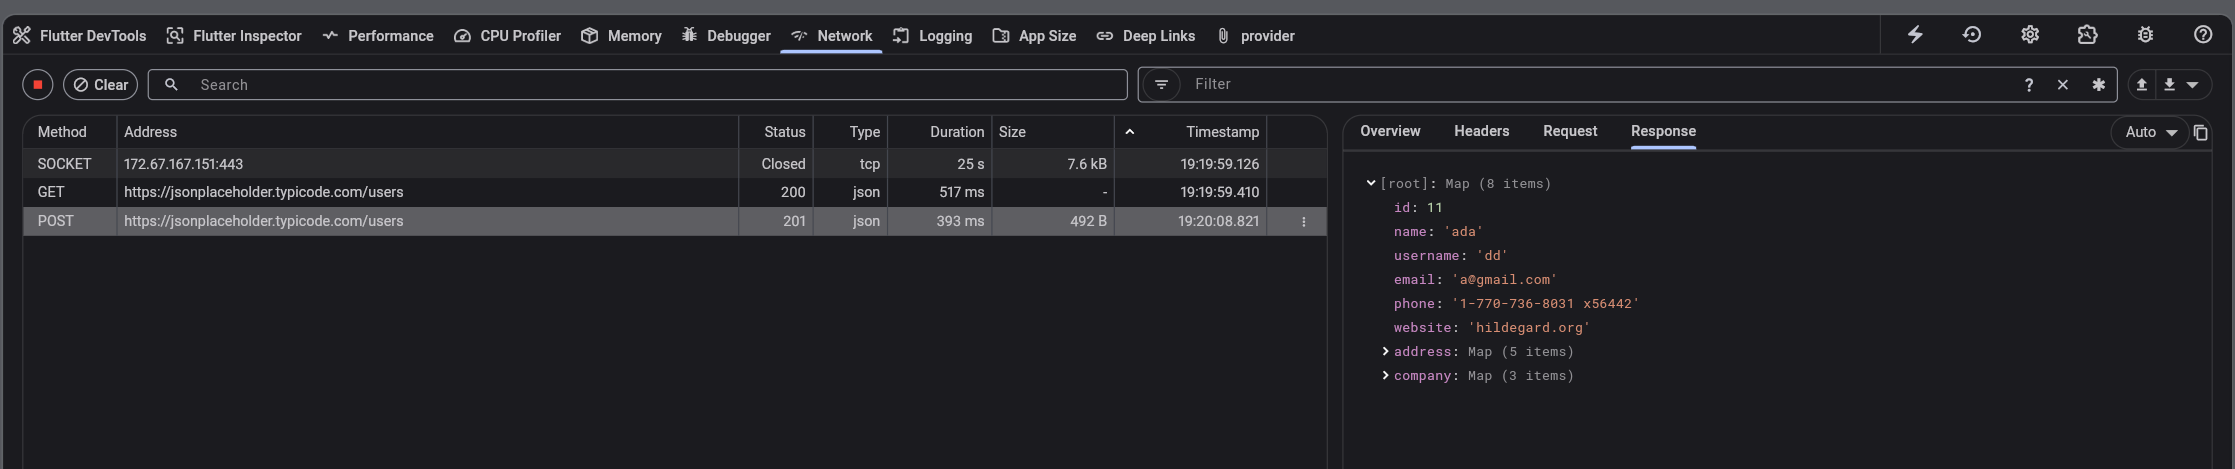 Flutter DevTools Flutter Inspector Performance CPU Profiler Memory Debugger Network Logging App Size Deep Links provider
Clear Search Filter
Method Address Status Type Duration Size Timestamp
SOCKET 172.67.167.151:443 Closed tcp 25 s 7.6 kB 19:19:59.126
GET https://jsonplaceholder.typicode.com/users 200 json 517 ms - 19:19:59.410
POST https://jsonplaceholder.typicode.com/users 201 json 393 ms 492 B 19:20:08.821
Overview Headers Request Response Auto
[root]: Map (8 items)
id: 11
name: 'ada'
username: 'dd'
email: 'a@gmail.com'
phone: '1-770-736-8031 x56442'
website: 'hildegard.org'
address: Map (5 items)
company: Map (3 items)